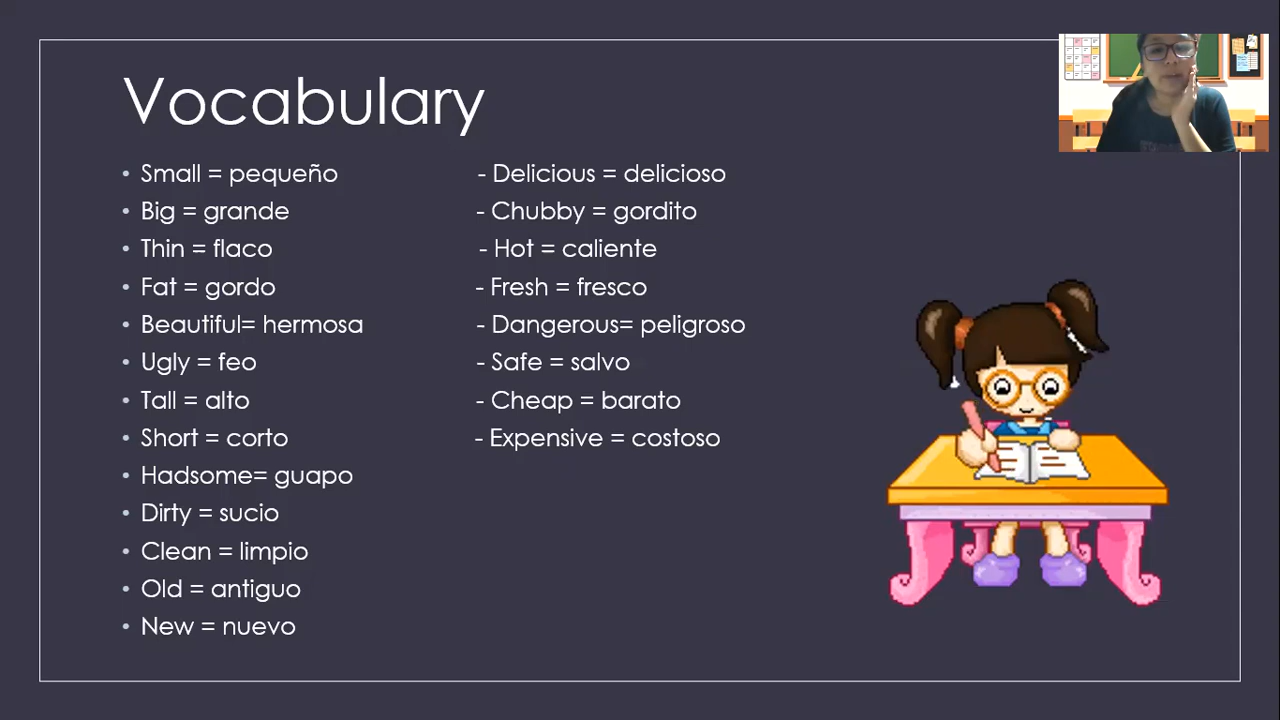 Vocabulary
• Small = pequeño
• Big = grande
• Thin = flaco
• Fat = gordo
• Beautiful= hermosa
• Ugly = feo
• Tall = alto
• Short = corto
• Hadsome= guapo
• Dirty = sucio
• Clean = limpio
• Old = antiguo
• New = nuevo
- Delicious = delicioso
- Chubby = gordito
- Hot = caliente
- Fresh = fresco
- Dangerous= peligroso
- Safe = salvo
- Cheap = barato
- Expensive = costoso